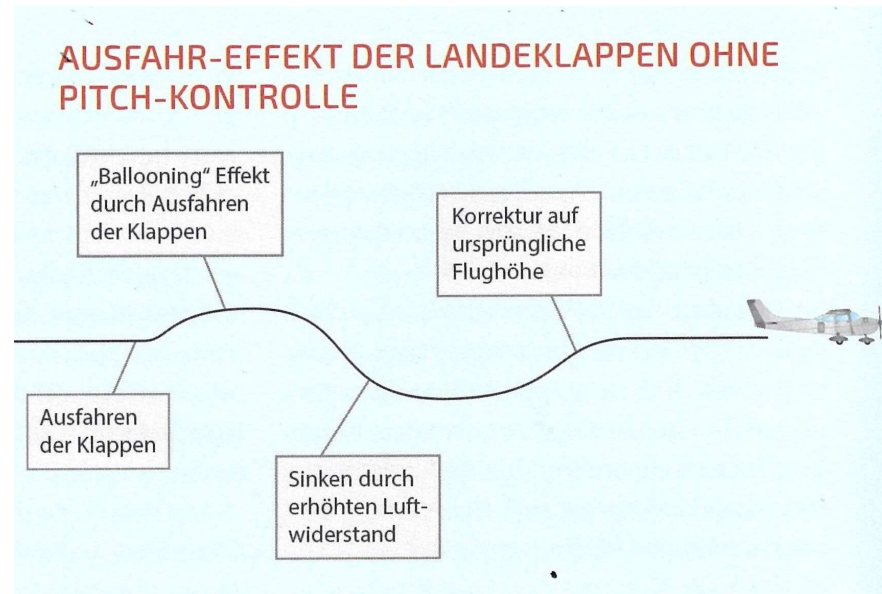 AUSFAHR-EFFEKT DER LANDEKLAPPEN OHNE
PITCH-KONTROLLE
„Ballooning“ Effekt
durch Ausfahren
der Klappen
Korrektur auf
ursprüngliche
Flughöhe
Ausfahren
der Klappen
Sinken durch
erhöhten Luft-
widerstand